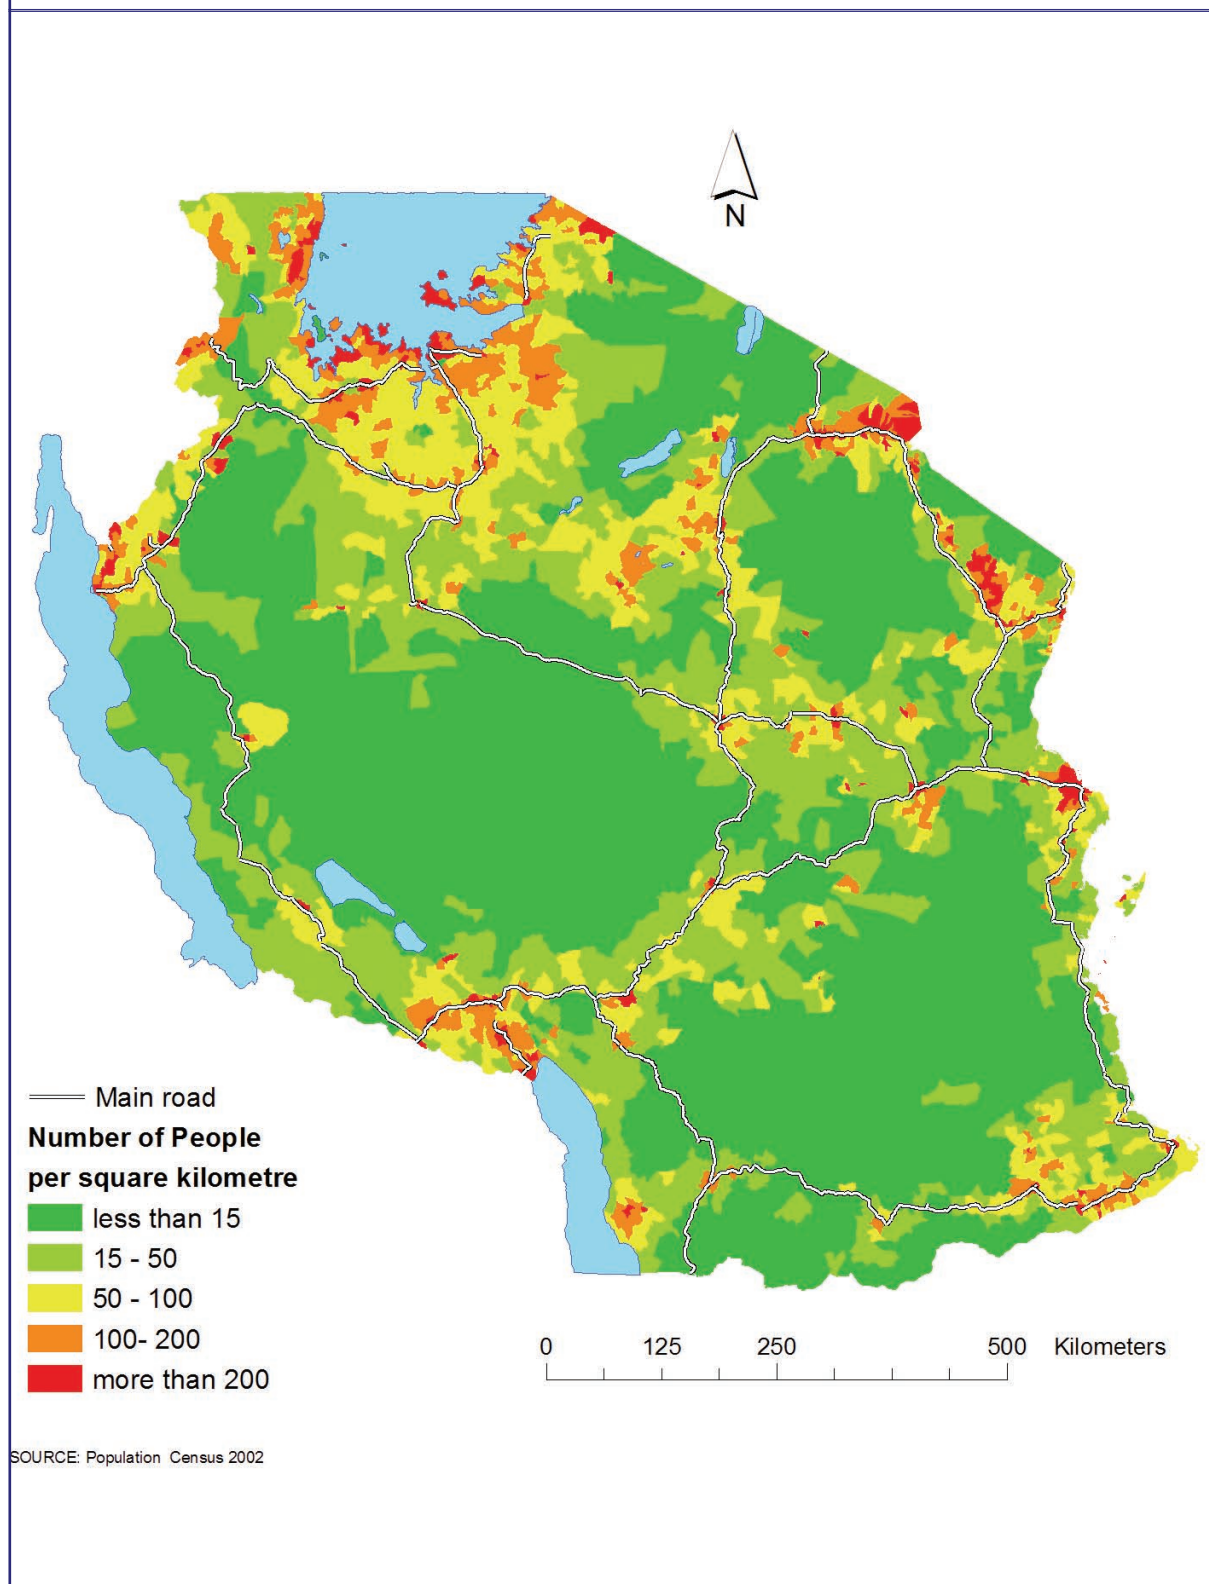 N
Main road
Number of People
per square kilometre
less than 15
15 - 50
50 - 100
100- 200
more than 200
0 125 250 500 Kilometers
SOURCE: Population Census 2002